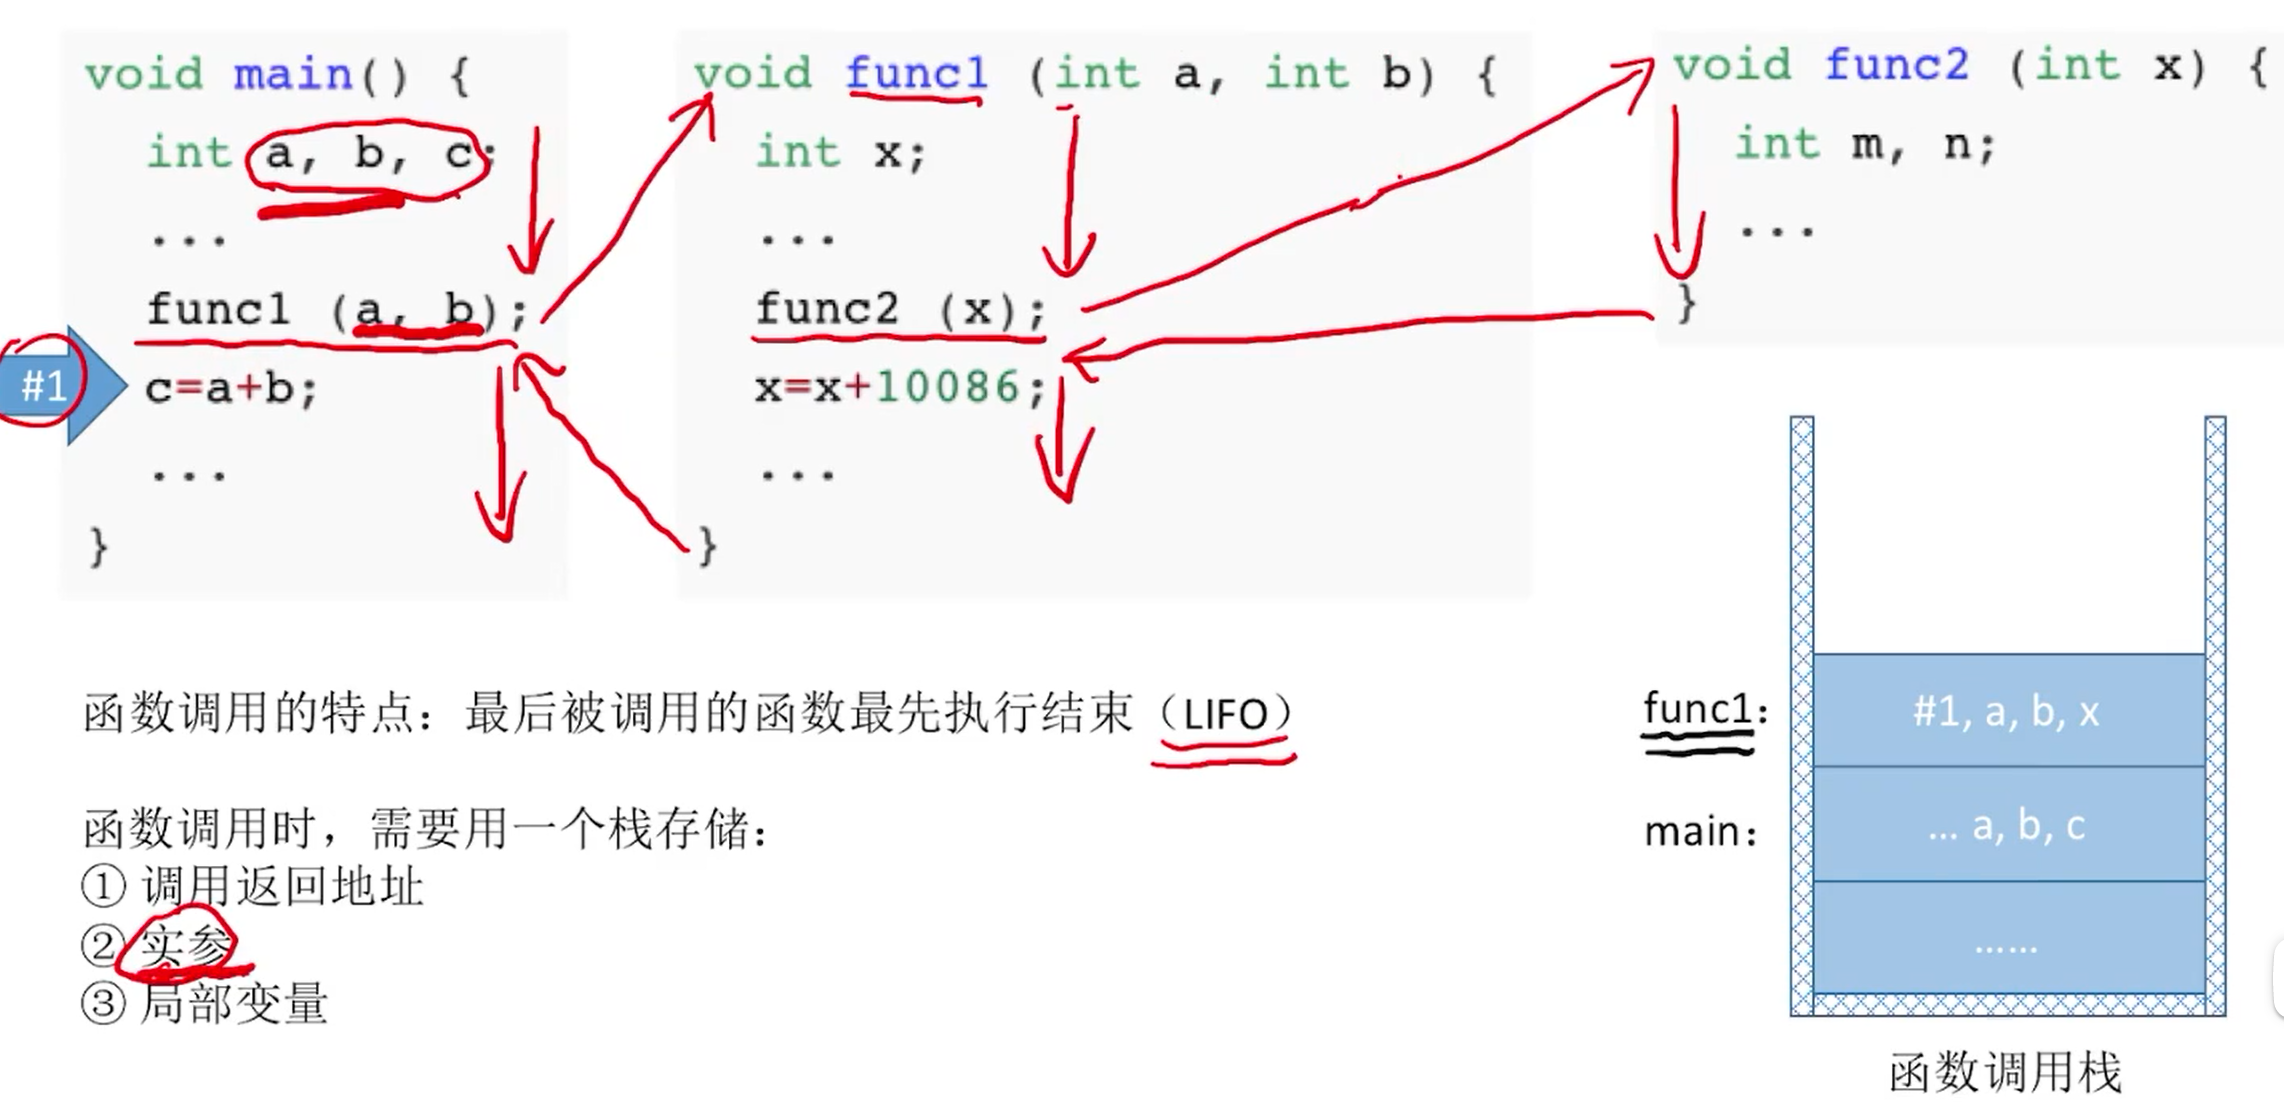 void main() {
int a, b, c;
...
func1 (a, b);
#1
c=a+b;
...
}
void func1 (int a, int b) {
int x;
...
func2 (x);
x=x+10086;
...
}
void func2 (int x) {
int m, n;
...
}
函数调用的特点：最后被调用的函数最先执行结束（LIFO）
函数调用时，需要用一个栈存储：
① 调用返回地址
② 实参
③ 局部变量
func1: #1, a, b, x
main: ... a, b, c
......
函数调用栈